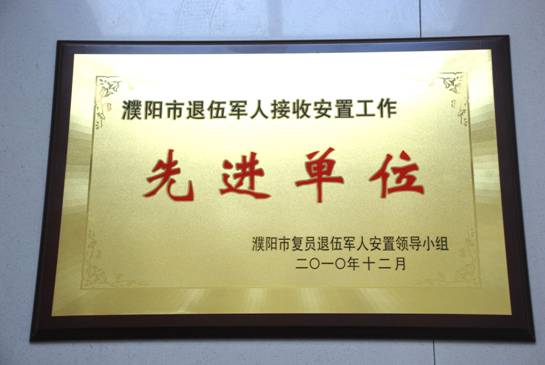 濮阳市退伍军人接收安置工作
先进单位
濮阳市复员退伍军人安置领导小组
二〇一〇年十二月